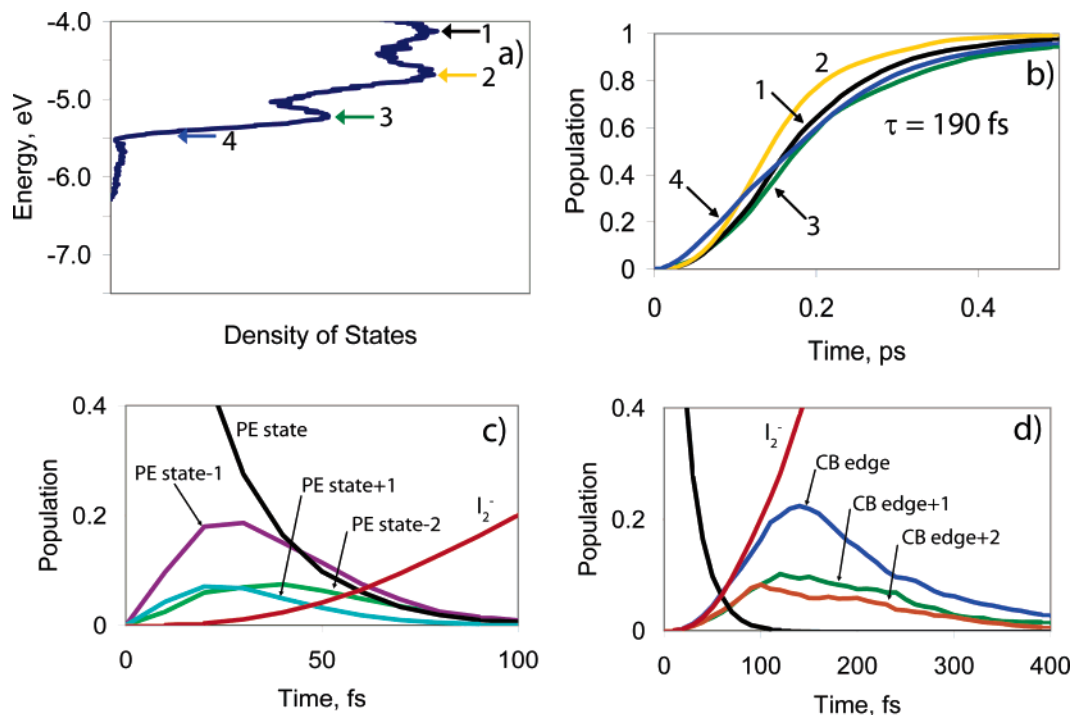 -4.0
-5.0
-6.0
-7.0
Energy, eV
Density of States
a)
1
2
3
4
1
0.8
0.6
0.4
0.2
0
Population
0
0.2
0.4
Time, ps
b)
2
1
τ = 190 fs
4
3
0.4
0.2
0
Population
0
50
100
Time, fs
c)
PE state
PE state-1
PE state+1
PE state-2
I₂⁻
0.4
0.2
0
Population
0
100
200
300
400
Time, fs
d)
I₂⁻
CB edge
CB edge+1
CB edge+2